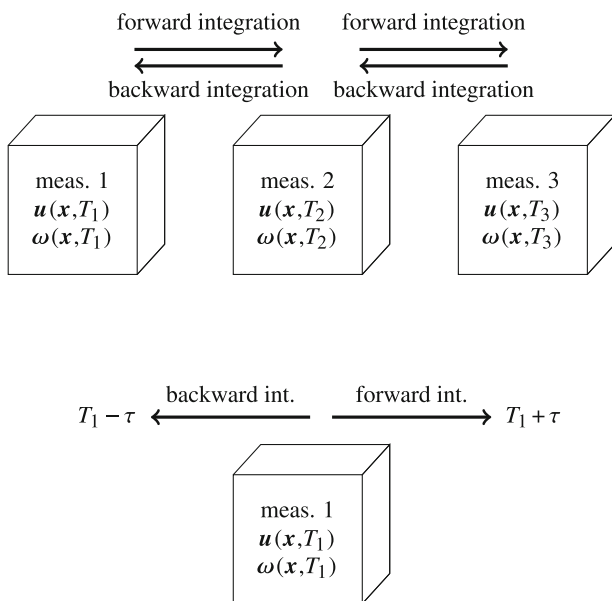 forward integration forward integration
backward integration backward integration
meas. 1 meas. 2 meas. 3
u(x,T₁) u(x,T₂) u(x,T₃)
ω(x,T₁) ω(x,T₂) ω(x,T₃)
backward int. forward int.
T₁ − τ T₁ + τ
meas. 1
u(x,T₁)
ω(x,T₁)